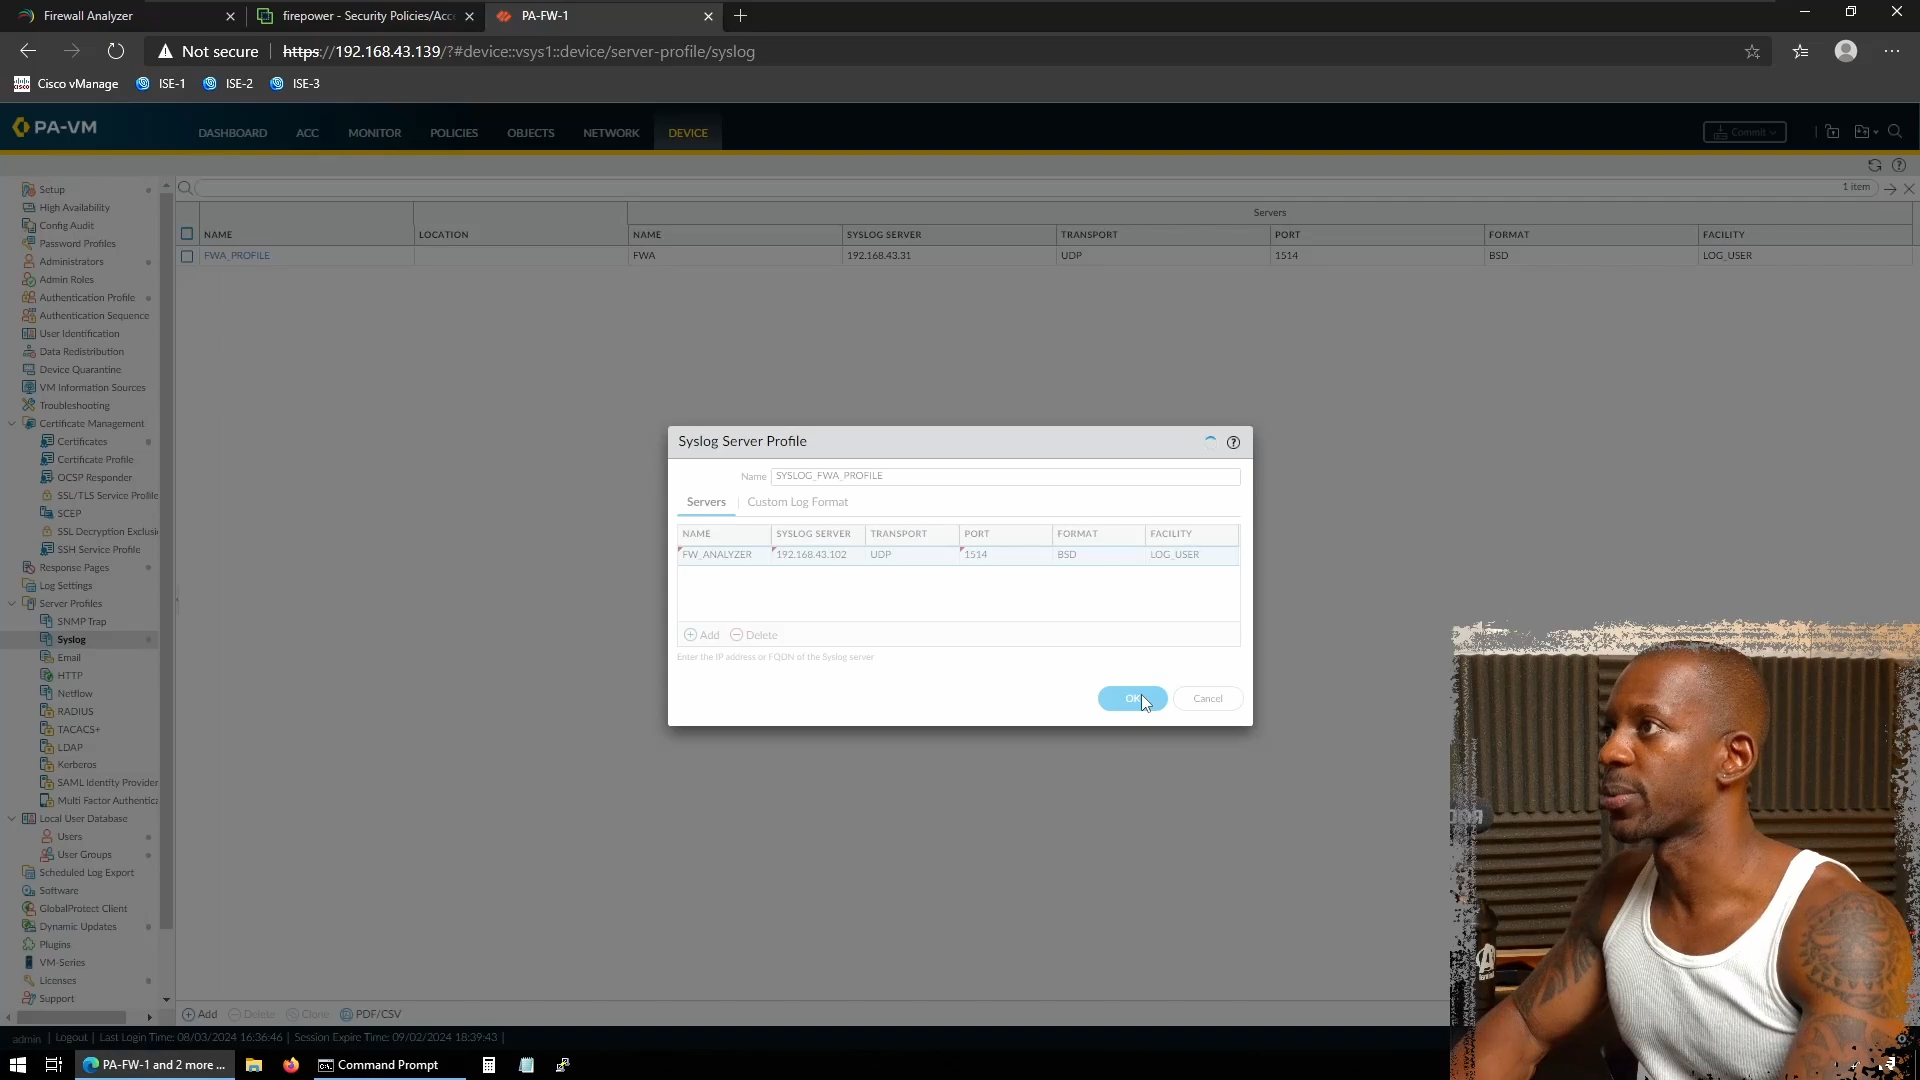 Firewall Analyzer
firepower - Security Policies/Acce
PA-FW-1
Not secure
https://192.168.43.139/?#device::vsys1::device/server-profile/syslog
Cisco vManage
ISE-1
ISE-2
ISE-3
PA-VM
DASHBOARD
ACC
MONITOR
POLICIES
OBJECTS
NETWORK
DEVICE
Commit
1 item
Servers
NAME
LOCATION
NAME
SYSLOG SERVER
TRANSPORT
PORT
FORMAT
FACILITY
FWA_PROFILE
FWA
192.168.43.31
UDP
1514
BSD
LOG_USER
Setup
High Availability
Config Audit
Password Profiles
Administrators
Admin Roles
Authentication Profile
Authentication Sequence
User Identification
Data Redistribution
Device Quarantine
VM Information Sources
Troubleshooting
Certificate Management
Certificates
Certificate Profile
OCSP Responder
SSL/TLS Service Profile
SCEP
SSL Decryption Exclusi
SSH Service Profile
Response Pages
Log Settings
Server Profiles
SNMP Trap
Syslog
Email
HTTP
Netflow
RADIUS
TACACS+
LDAP
Kerberos
SAML Identity Provider
Multi Factor Authentica
Local User Database
Users
User Groups
Scheduled Log Export
Software
GlobalProtect Client
Dynamic Updates
Plugins
VM-Series
Licenses
Support
Syslog Server Profile
Name SYSLOG_FWA_PROFILE
Servers
Custom Log Format
NAME
SYSLOG SERVER
TRANSPORT
PORT
FORMAT
FACILITY
FW_ANALYZER
192.168.43.102
UDP
1514
BSD
LOG_USER
Add
Delete
Enter the IP address or FQDN of the Syslog server
OK
Cancel
Add
Delete
Clone
PDF/CSV
admin | Logout | Last Login Time: 08/03/2024 16:36:46 | Session Expire Time: 09/02/2024 18:39:43 |
PA-FW-1 and 2 more ...
Command Prompt